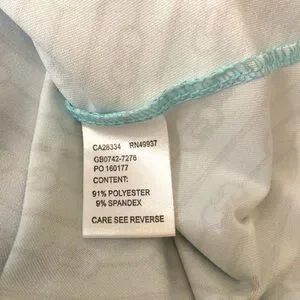 CA28334 RN49937
GB0742-7276
PO 160177
CONTENT:
91% POLYESTER
9% SPANDEX
CARE SEE REVERSE